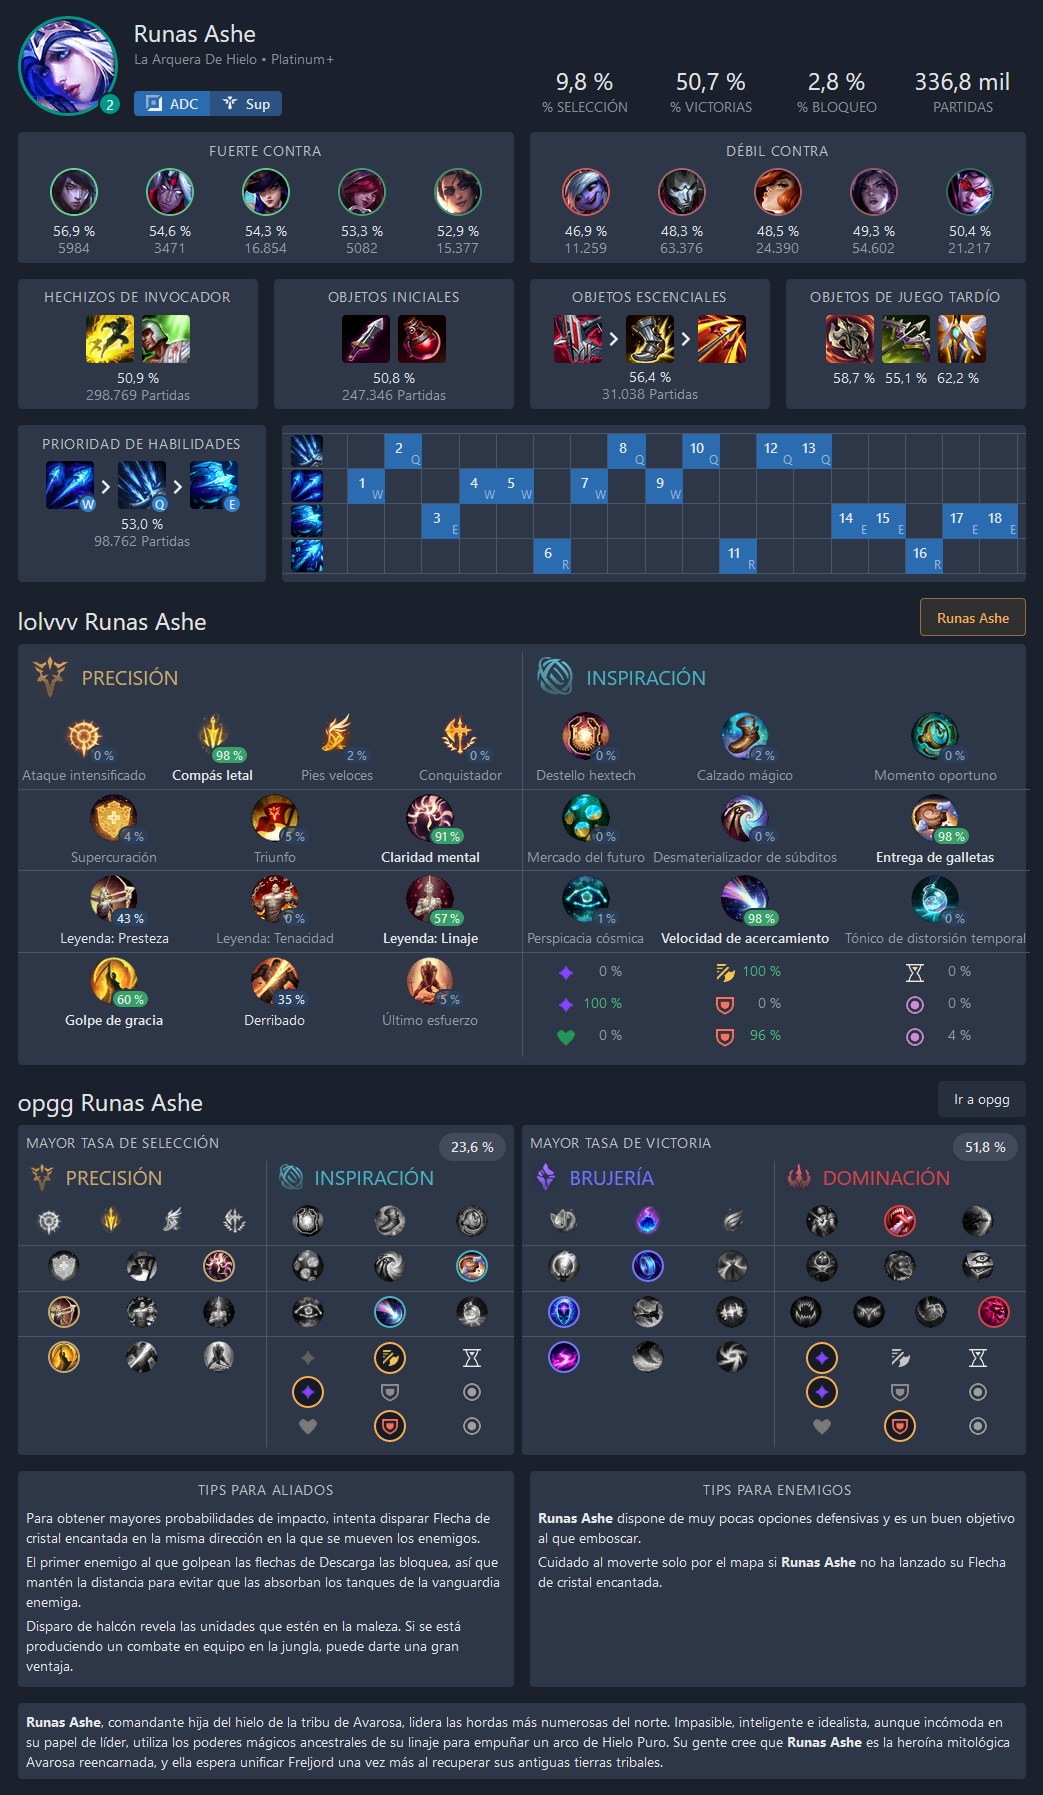 Runas Ashe
La Arquera De Hielo • Platinum+
2
ADC Sup
9,8 % 50,7 % 2,8 % 336,8 mil
% SELECCIÓN % VICTORIAS % BLOQUEO PARTIDAS
FUERTE CONTRA
56,9 % 54,6 % 54,3 % 53,3 % 52,9 %
5984 3471 16.854 5082 15.377
DÉBIL CONTRA
46,9 % 48,3 % 48,5 % 49,3 % 50,4 %
11.259 63.376 24.390 54.602 21.217
HECHIZOS DE INVOCADOR
50,9 %
298.769 Partidas
OBJETOS INICIALES
50,8 %
247.346 Partidas
OBJETOS ESCENCIALES
56,4 %
31.038 Partidas
OBJETOS DE JUEGO TARDÍO
58,7 % 55,1 % 62,2 %
PRIORIDAD DE HABILIDADES
W Q E
53,0 %
98.762 Partidas
2 Q 8 Q 10 Q 12 Q 13 Q
1 W 4 W 5 W 7 W 9 W
3 E 14 E 15 E 17 E 18 E
6 R 11 R 16 R
lolvvv Runas Ashe
Runas Ashe
PRECISIÓN
0 % 98 % 2 % 0 %
Ataque intensificado Compás letal Pies veloces Conquistador
4 % 5 % 91 %
Supercuración Triunfo Claridad mental
43 % 0 % 57 %
Leyenda: Presteza Leyenda: Tenacidad Leyenda: Linaje
60 % 35 % 5 %
Golpe de gracia Derribado Último esfuerzo
INSPIRACIÓN
0 % 2 % 0 %
Destello hextech Calzado mágico Momento oportuno
0 % 0 % 98 %
Mercado del futuro Desmaterializador de súbditos Entrega de galletas
1 % 98 % 0 %
Perspicacia cósmica Velocidad de acercamiento Tónico de distorsión temporal
0 % 100 % 0 %
100 % 0 % 0 %
0 % 96 % 4 %
opgg Runas Ashe
Ir a opgg
MAYOR TASA DE SELECCIÓN
23,6 %
PRECISIÓN INSPIRACIÓN
MAYOR TASA DE VICTORIA
51,8 %
BRUJERÍA DOMINACIÓN
TIPS PARA ALIADOS
Para obtener mayores probabilidades de impacto, intenta disparar Flecha de
cristal encantada en la misma dirección en la que se mueven los enemigos.
El primer enemigo al que golpean las flechas de Descarga las bloquea, así que
mantén la distancia para evitar que las absorban los tanques de la vanguardia
enemiga.
Disparo de halcón revela las unidades que estén en la maleza. Si se está
produciendo un combate en equipo en la jungla, puede darte una gran
ventaja.
TIPS PARA ENEMIGOS
Runas Ashe dispone de muy pocas opciones defensivas y es un buen objetivo
al que emboscar.
Cuidado al moverte solo por el mapa si Runas Ashe no ha lanzado su Flecha
de cristal encantada.
Runas Ashe, comandante hija del hielo de la tribu de Avarosa, lidera las hordas más numerosas del norte. Impasible, inteligente e idealista, aunque incómoda en
su papel de líder, utiliza los poderes mágicos ancestrales de su linaje para empuñar un arco de Hielo Puro. Su gente cree que Runas Ashe es la heroína mitológica
Avarosa reencarnada, y ella espera unificar Freljord una vez más al recuperar sus antiguas tierras tribales.